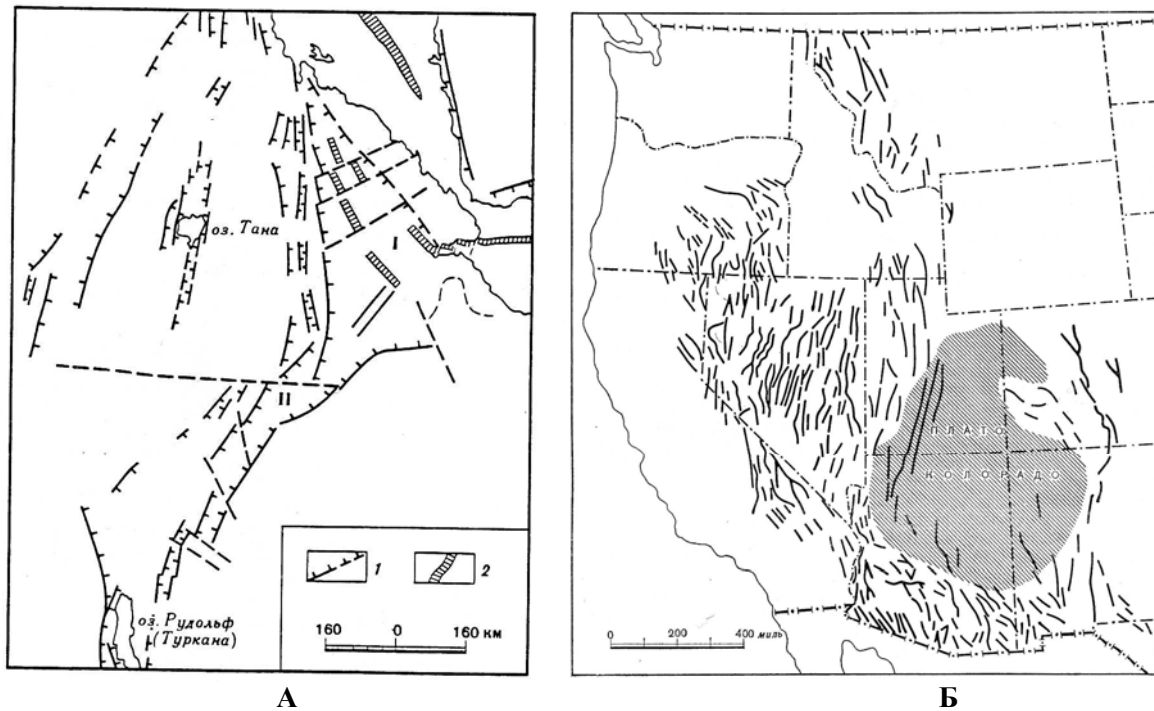 оз. Тана
I
II
оз. Рудольф
(Туркана)
1
2
160 0 160 км
А
ПЛАТО
КОЛОРАДО
0 200 400 миль
Б